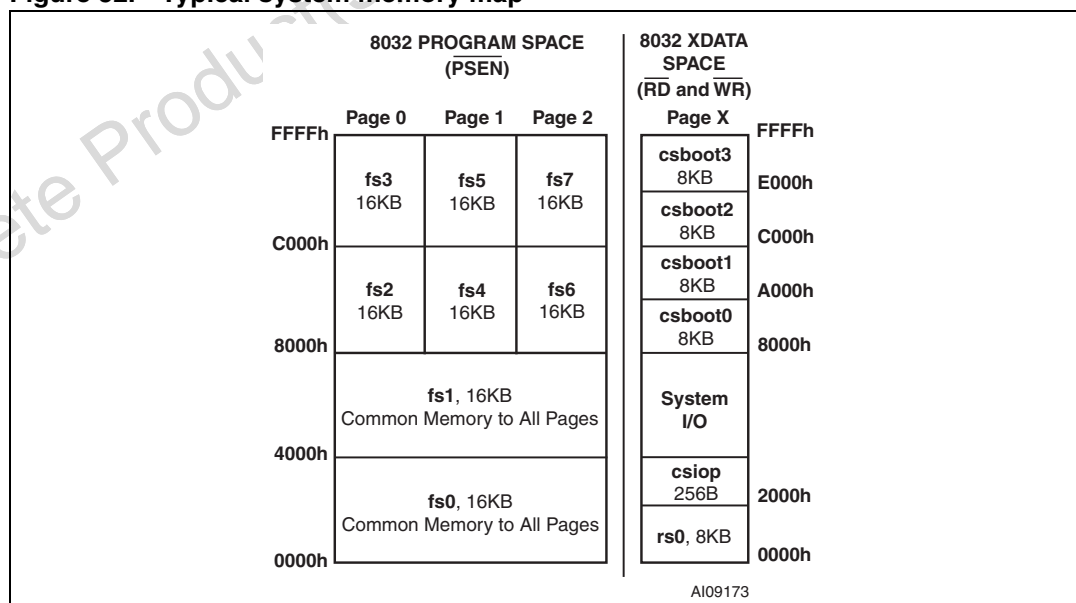 8032 PROGRAM SPACE
(PSEN)
8032 XDATA
SPACE
(RD and WR)
Page 0 Page 1 Page 2
Page X
FFFFh
FFFFh
fs3
16KB
fs5
16KB
fs7
16KB
csboot3
8KB
E000h
csboot2
8KB
C000h
C000h
fs2
16KB
fs4
16KB
fs6
16KB
csboot1
8KB
A000h
csboot0
8KB
8000h
8000h
fs1, 16KB
Common Memory to All Pages
System
I/O
4000h
csiop
256B
2000h
fs0, 16KB
Common Memory to All Pages
rs0, 8KB
0000h
0000h
AI09173